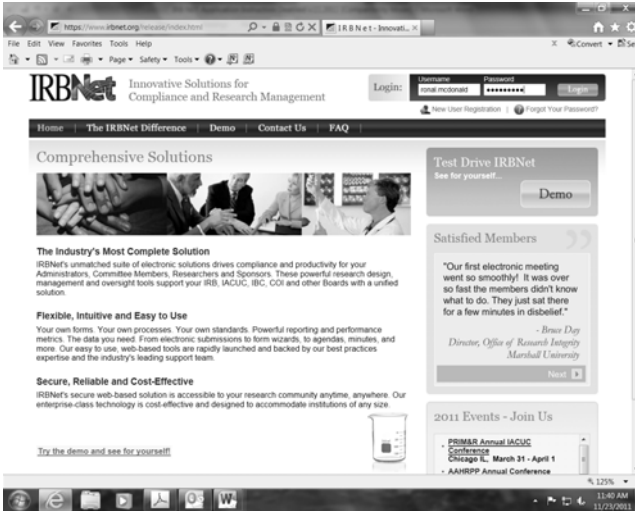 https://www.irbnet.org/release/index.html
IRBNet - Innovati...
File Edit View Favorites Tools Help
X Convert
Page Safety Tools
IRBNet
Innovative Solutions for
Compliance and Research Management
Login:
Username Password
ronal mcdonald
Login
New User Registration | Forgot Your Password?
Home The IRBNet Difference Demo Contact Us FAQ
Comprehensive Solutions
The Industry's Most Complete Solution
IRBNet's unmatched suite of electronic solutions drives compliance and productivity for your
Administrators, Committee Members, Researchers and Sponsors. These powerful research design,
management and oversight tools support your IRB, IACUC, IBC, COI and other Boards with a unified
solution.
Flexible, Intuitive and Easy to Use
Your own forms. Your own processes. Your own standards. Powerful reporting and performance
metrics. The data you need. From electronic submissions to form wizards, to agendas, minutes, and
more. Our easy to use, web-based tools are rapidly launched and backed by our best practices
expertise and the industry's leading support team.
Secure, Reliable and Cost-Effective
IRBNet's secure web-based solution is accessible to your research community anytime, anywhere. Our
enterprise-class technology is cost-effective and designed to accommodate institutions of any size.
Try the demo and see for yourself!
Test Drive IRBNet
See for yourself...
Demo
Satisfied Members
"Our first electronic meeting
went so smoothly! It was over
so fast the members didn't know
what to do. They just sat there
for a few minutes in disbelief."
- Bruce Day
Director, Office of Research Integrity
Marshall University
Next
2011 Events - Join Us
PRIM&R Annual IACUC
Conference
Chicago IL, March 31 - April 1
AAHRPP Annual Conference
125%
11:40 AM
11/23/2011